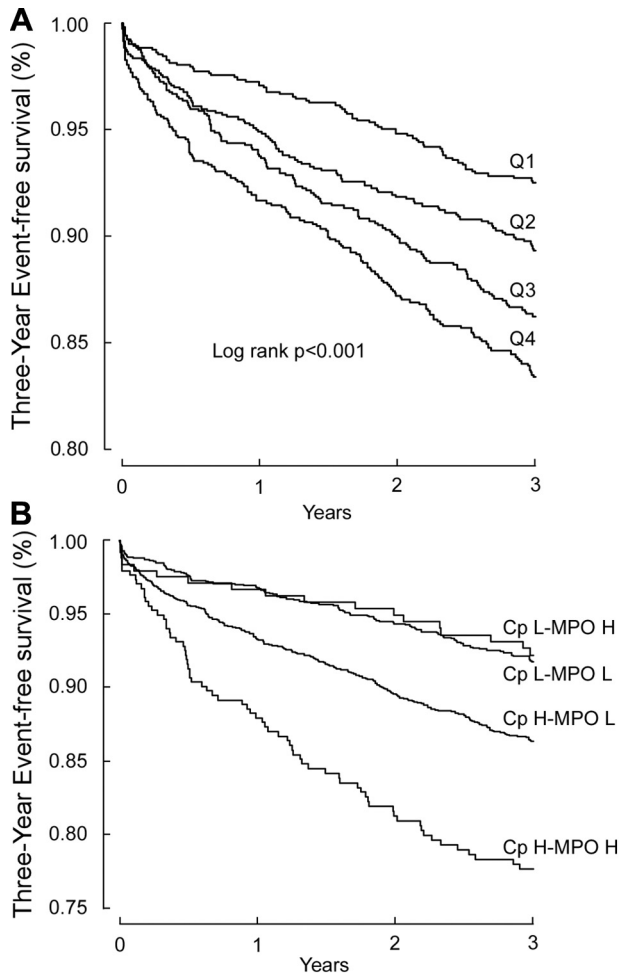 A
Three-Year Event-free survival (%)
1.00
0.95
0.90
0.85
0.80
Q1
Q2
Q3
Q4
Log rank p<0.001
0
1
2
3
Years
B
Three-Year Event-free survival (%)
1.00
0.95
0.90
0.85
0.80
0.75
Cp L-MPO H
Cp L-MPO L
Cp H-MPO L
Cp H-MPO H
0
1
2
3
Years